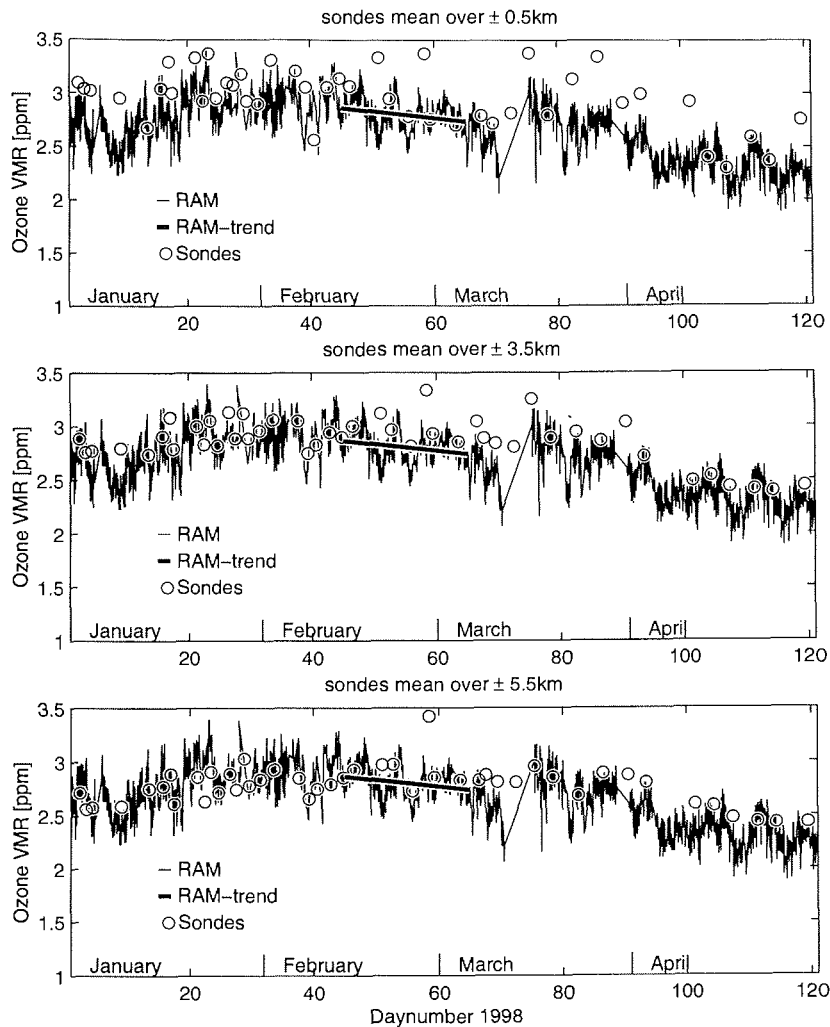 sondes mean over ± 0.5km
3.5
3
2.5
2
1.5
1
Ozone VMR [ppm]
RAM
RAM-trend
Sondes
January February March April
20 40 60 80 100 120
sondes mean over ± 3.5km
3.5
3
2.5
2
1.5
1
Ozone VMR [ppm]
RAM
RAM-trend
Sondes
January February March April
20 40 60 80 100 120
sondes mean over ± 5.5km
3.5
3
2.5
2
1.5
1
Ozone VMR [ppm]
RAM
RAM-trend
Sondes
January February March April
20 40 60 80 100 120
Daynumber 1998